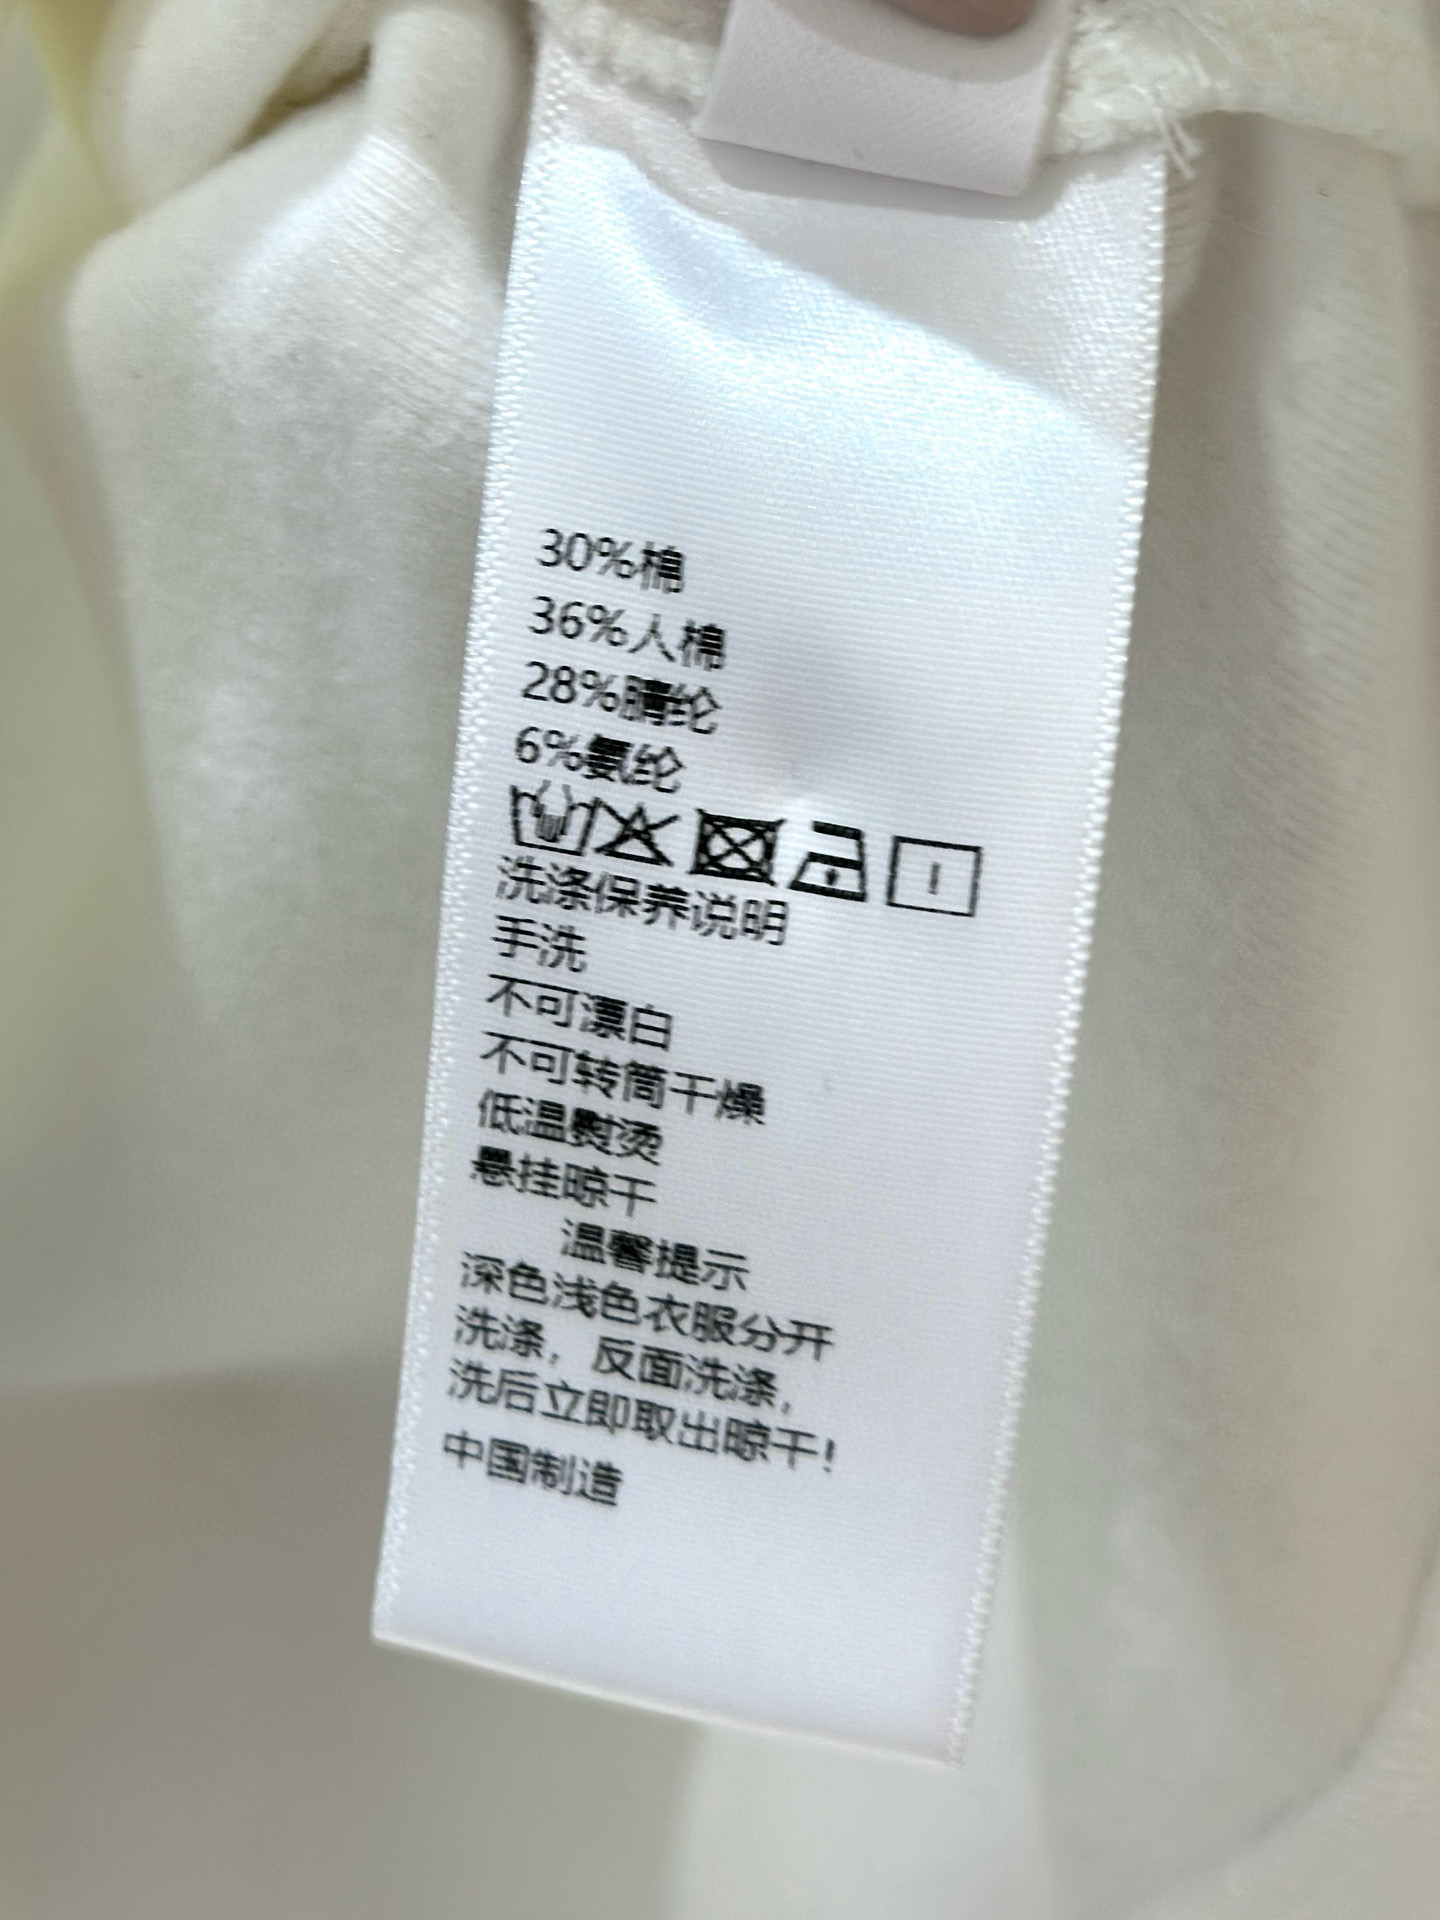 30%棉
36%人棉
28%腈纶
6%氨纶
洗涤保养说明
手洗
不可漂白
不可转筒干燥
低温熨烫
悬挂晾干
温馨提示
深色浅色衣服分开
洗涤，反面洗涤，
洗后立即取出晾干!
中国制造